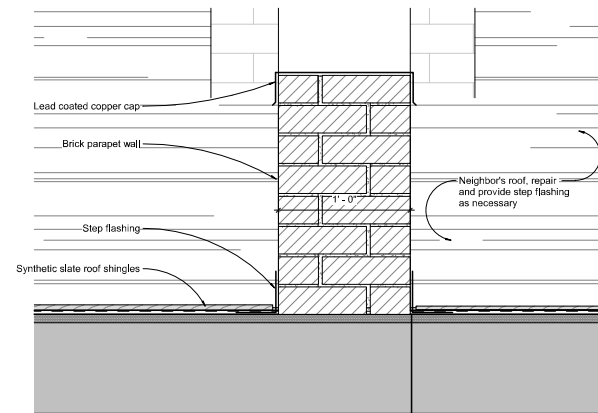 Lead coated copper cap
Brick parapet wall
Neighbor's roof, repair
and provide step flashing
as necessary
1' - 0"
Step flashing
Synthetic slate roof shingles